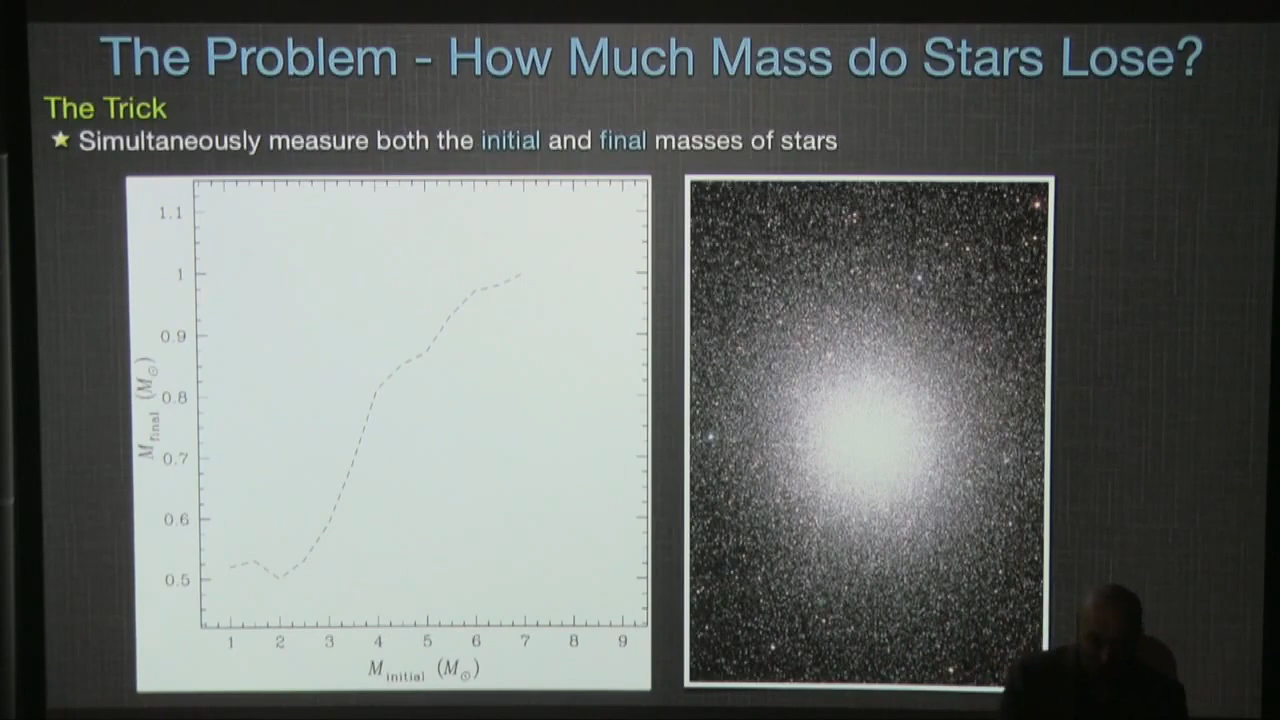 The Problem - How Much Mass do Stars Lose?
The Trick
★ Simultaneously measure both the initial and final masses of stars
1.1
1
0.9
0.8
0.7
0.6
0.5
M_final (M_⊙)
1 2 3 4 5 6 7 8 9
M_initial (M_⊙)